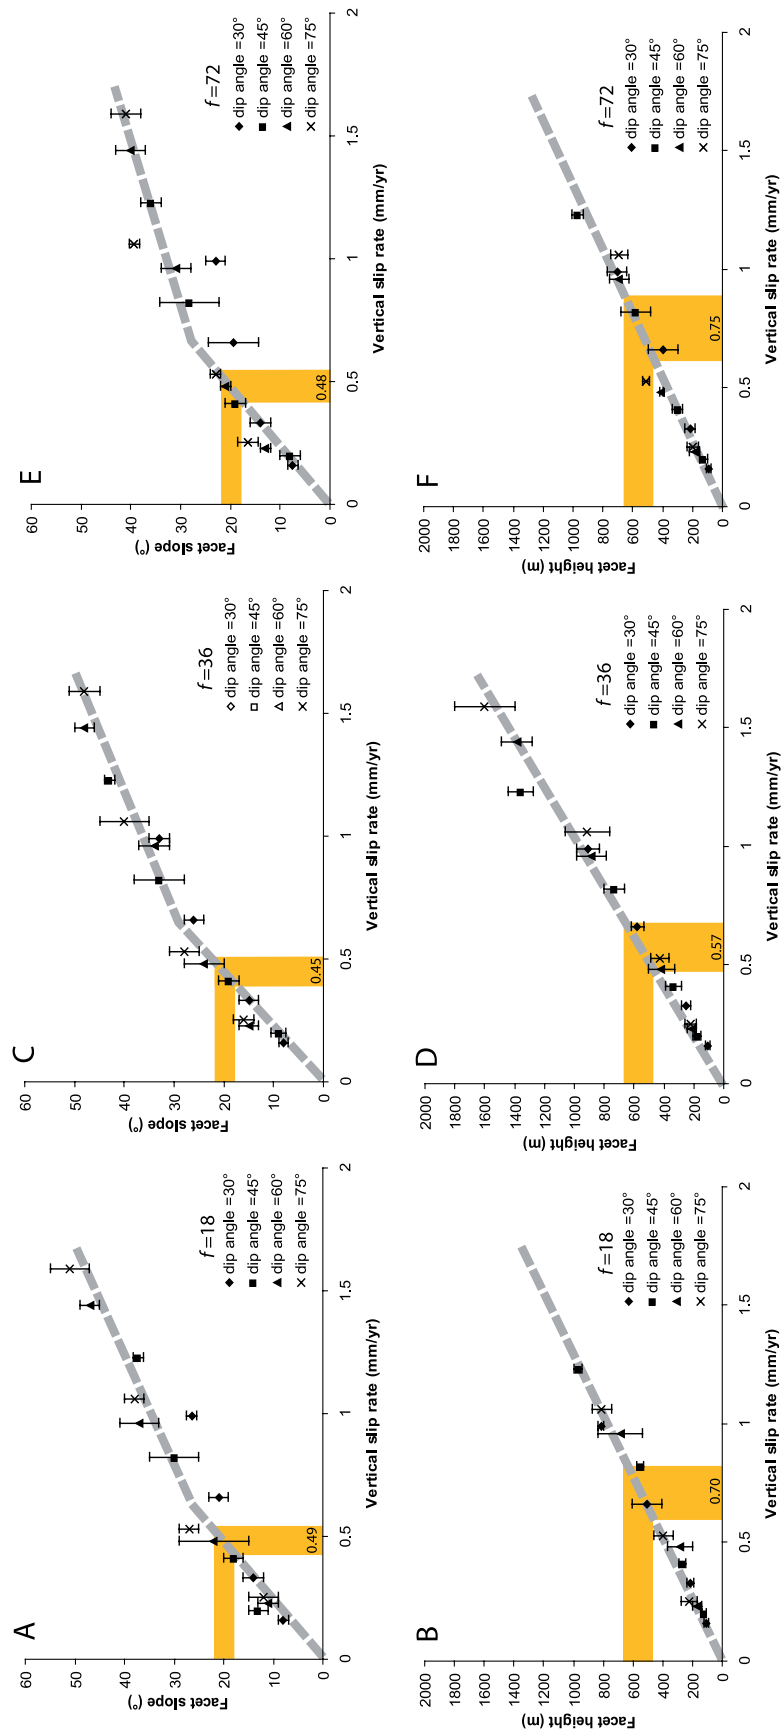 A
60
50
40
30
20
10
0
Facet slope (°)
0
0.5
1
1.5
2
Vertical slip rate (mm/yr)
f=18
dip angle =30°
dip angle =45°
dip angle =60°
dip angle =75°
0.49
C
60
50
40
30
20
10
0
Facet slope (°)
0
0.5
1
1.5
2
Vertical slip rate (mm/yr)
f=36
dip angle =30°
dip angle =45°
dip angle =60°
dip angle =75°
0.45
E
60
50
40
30
20
10
0
Facet slope (°)
0
0.5
1
1.5
2
Vertical slip rate (mm/yr)
f=72
dip angle =30°
dip angle =45°
dip angle =60°
dip angle =75°
0.48
B
2000
1800
1600
1400
1200
1000
800
600
400
200
0
Facet height (m)
0
0.5
1
1.5
2
Vertical slip rate (mm/yr)
f=18
dip angle =30°
dip angle =45°
dip angle =60°
dip angle =75°
0.70
D
2000
1800
1600
1400
1200
1000
800
600
400
200
0
Facet height (m)
0
0.5
1
1.5
2
Vertical slip rate (mm/yr)
f=36
dip angle =30°
dip angle =45°
dip angle =60°
dip angle =75°
0.57
F
2000
1800
1600
1400
1200
1000
800
600
400
200
0
Facet height (m)
0
0.5
1
1.5
2
Vertical slip rate (mm/yr)
f=72
dip angle =30°
dip angle =45°
dip angle =60°
dip angle =75°
0.75